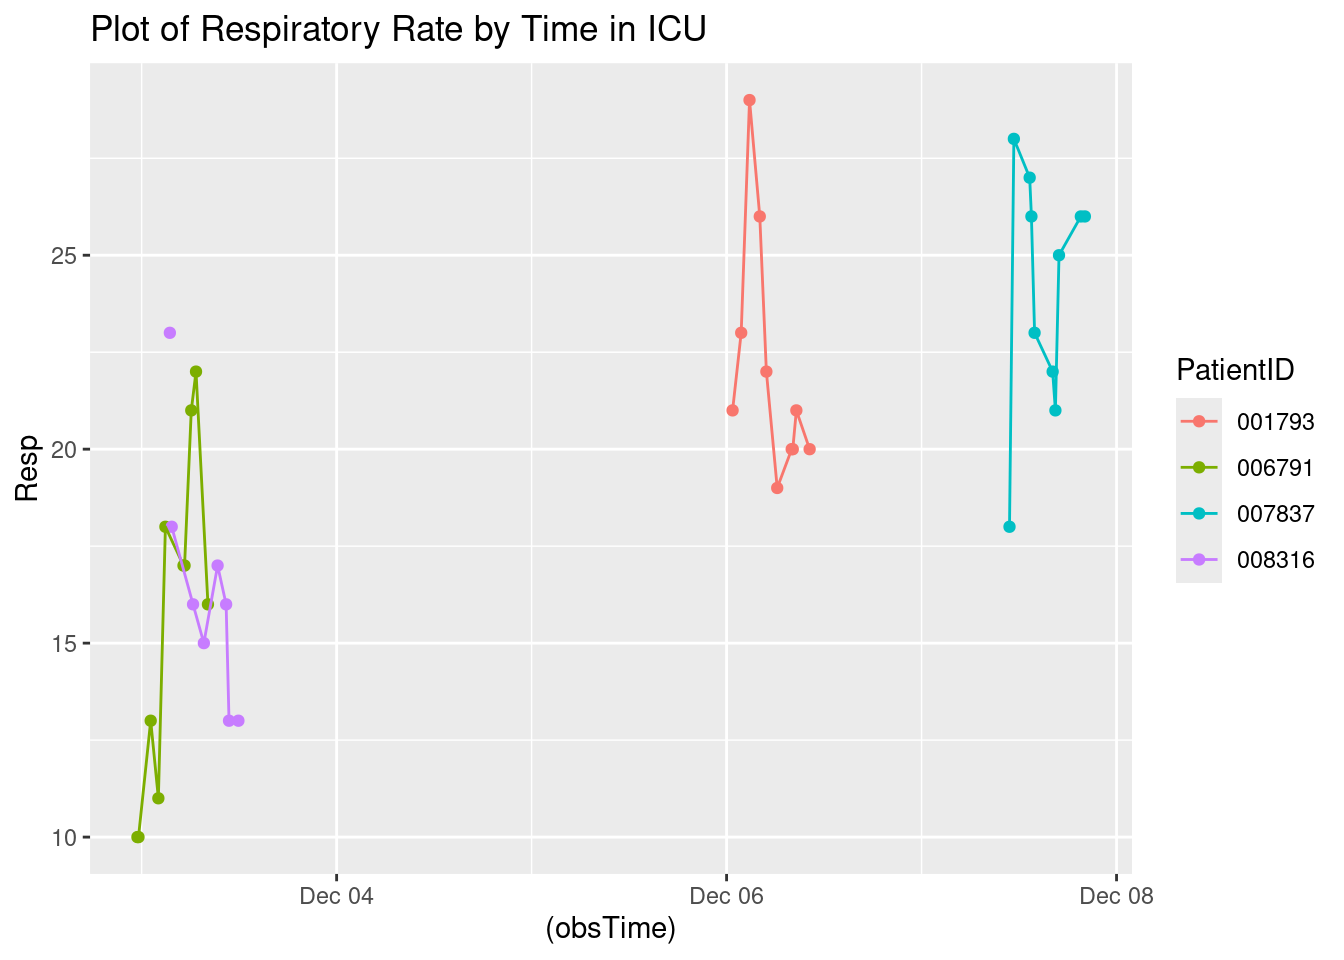 Plot of Respiratory Rate by Time in ICU
Resp
25
20
15
10
Dec 04
Dec 06
Dec 08
(obsTime)
PatientID
001793
006791
007837
008316